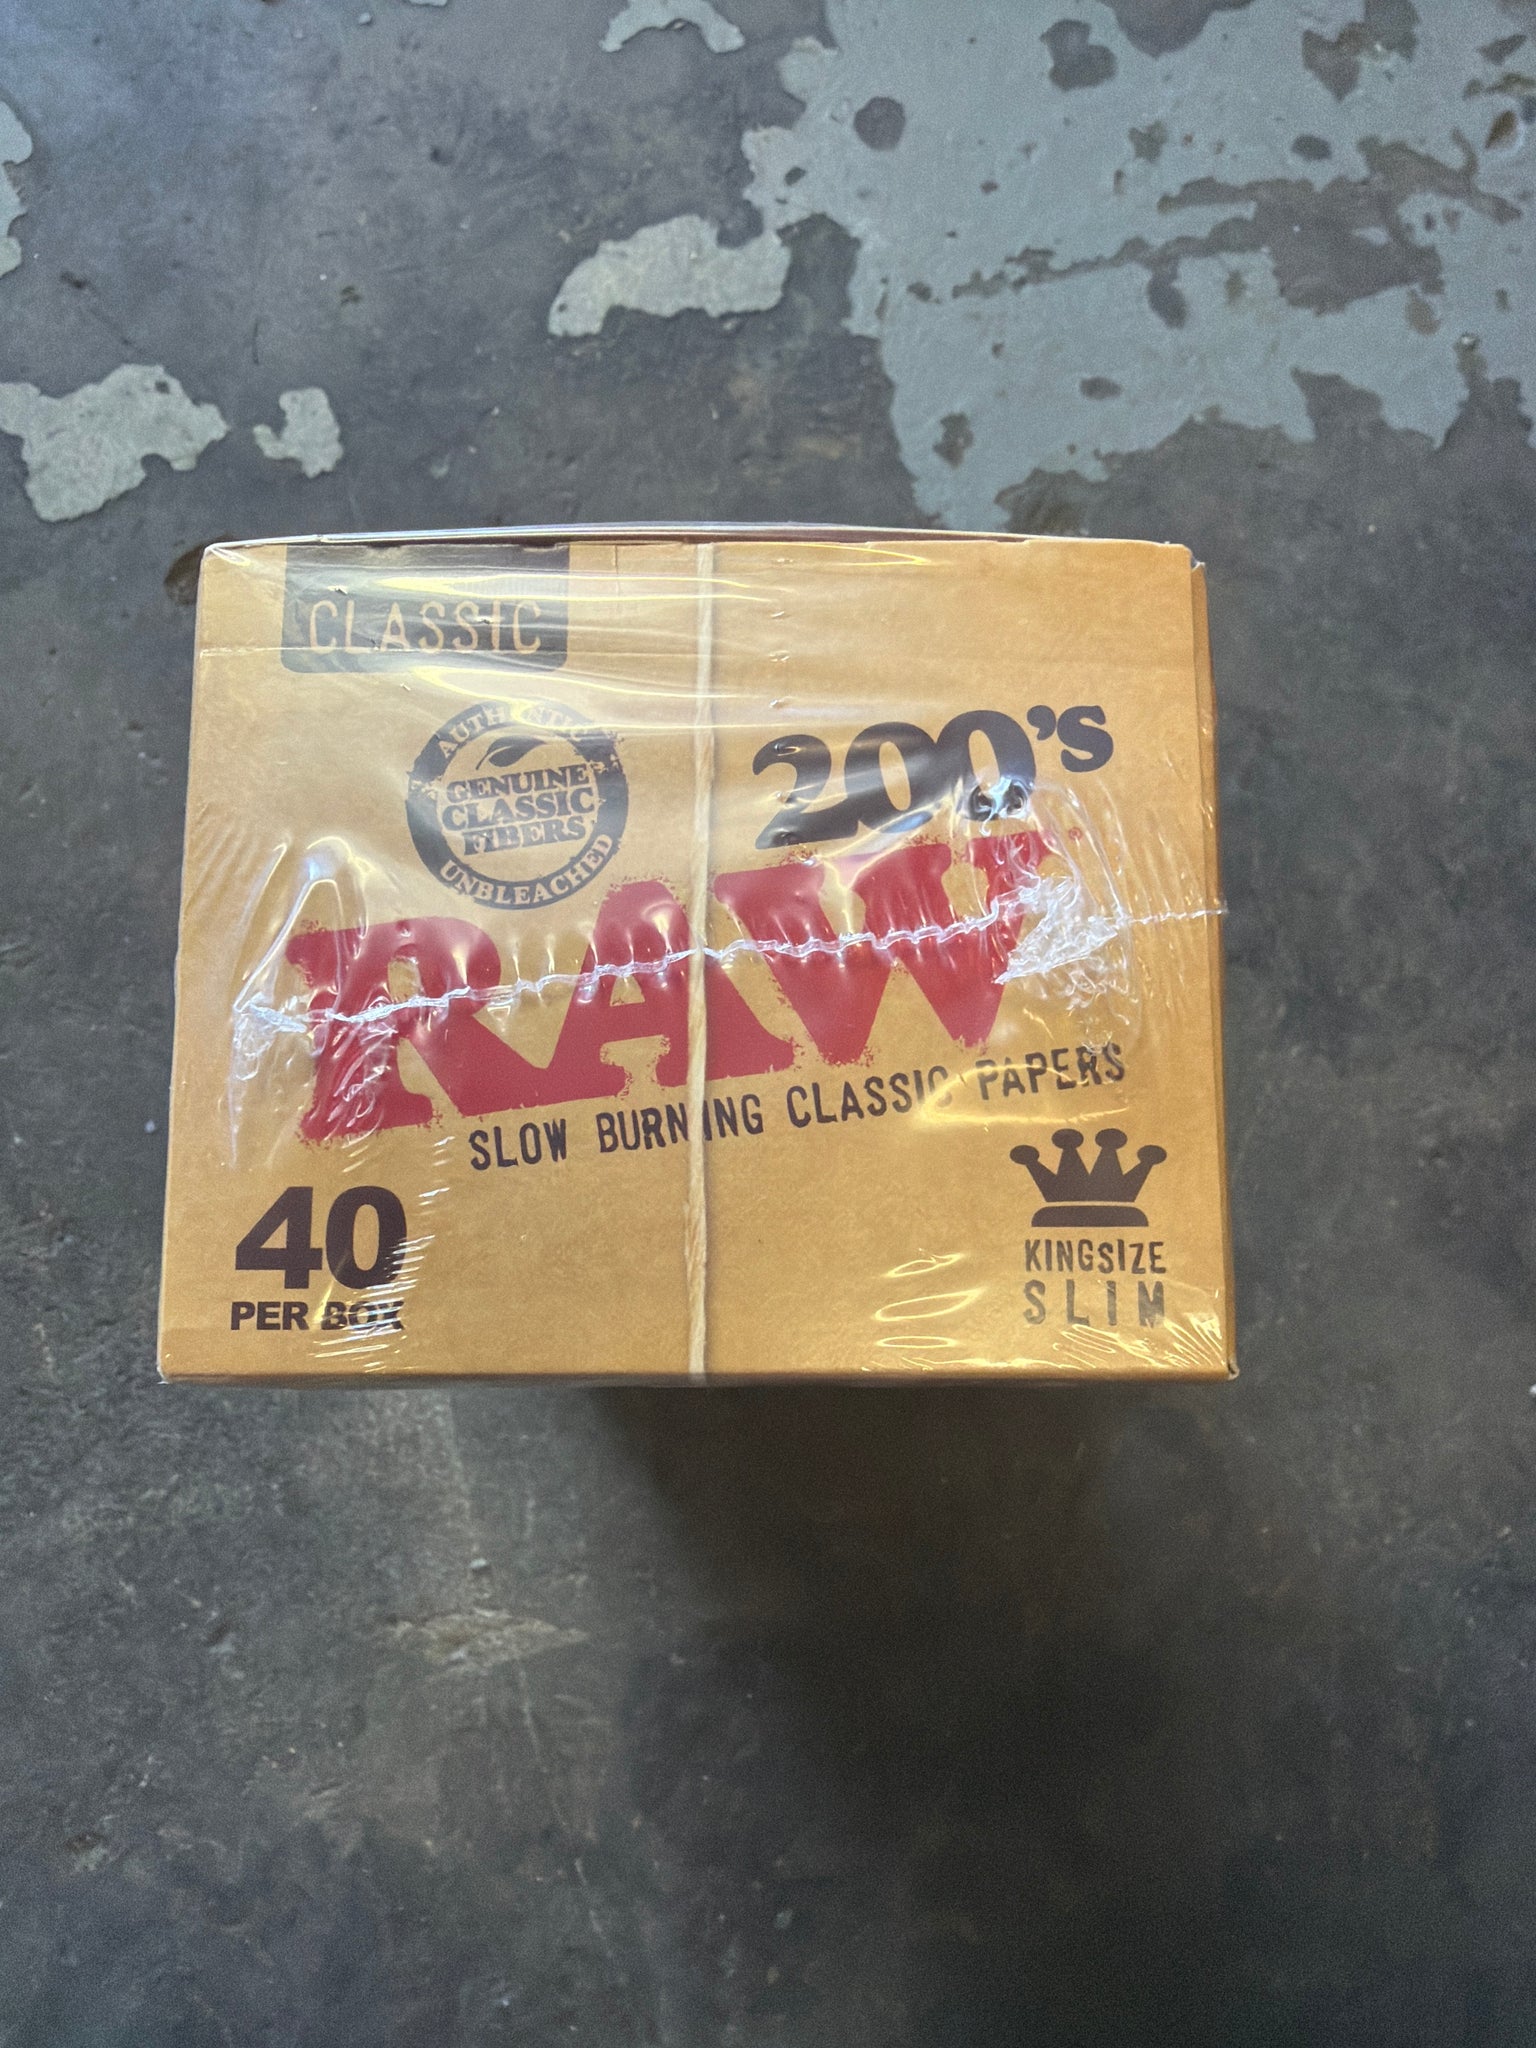 CLASSIC
AUTHENTIC
GENUINE
CLASSIC
FIBERS
UNBLEACHED
200's
RAW®
SLOW BURNING CLASSIC PAPERS
40
PER BOX
KINGSIZE
SLIM